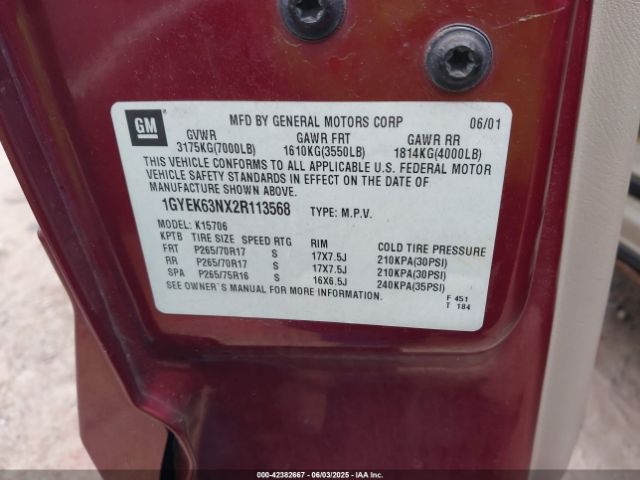 GM
MFD BY GENERAL MOTORS CORP 06/01
GVWR GAWR FRT GAWR RR
3175KG(7000LB) 1610KG(3550LB) 1814KG(4000LB)
THIS VEHICLE CONFORMS TO ALL APPLICABLE U.S. FEDERAL MOTOR
VEHICLE SAFETY STANDARDS IN EFFECT ON THE DATE OF
MANUFACTURE SHOWN ABOVE.
1GYEK63NX2R113568 TYPE: M.P.V.
MODEL: K15706
KPTB TIRE SIZE SPEED RTG RIM COLD TIRE PRESSURE
FRT P265/70R17 S 17X7.5J 210KPA(30PSI)
RR P265/70R17 S 17X7.5J 210KPA(30PSI)
SPA P265/75R16 S 16X6.5J 240KPA(35PSI)
SEE OWNER'S MANUAL FOR MORE INFORMATION.
F 451
T 184
000-42382667 - 06/03/2025 - IAAI.com